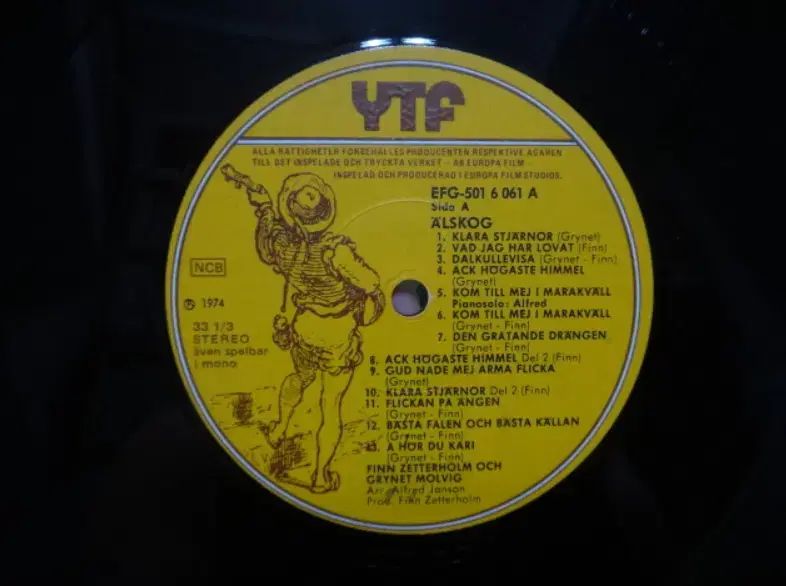 YTF
ALLA RÄTTIGHETER FÖRBEHÅLLES PRODUCENTEN RESPEKTIVE ÄGAREN
TILL DET INSPELADE OCH TRYCKTA VERKET – AB EUROPA FILM –
INSPELAD OCH PRODUCERAD I EUROPA FILM STUDIOS.
EFG-501 6 061 A
Sida A
ÄLSKOG
1. KLARA STJÄRNOR (Grynet)
2. VAD JAG HAR LOVAT (Finn)
3. DALKULLEVISA (Grynet - Finn)
4. ACK HÖGASTE HIMMEL
(Grynet)
5. KOM TILL MEJ I MARAKVÄLL
Pianosolo: Alfred
6. KOM TILL MEJ I MARAKVÄLL
(Grynet - Finn)
7. DEN GRÅTANDE DRÄNGEN
(Grynet - Finn)
8. ACK HÖGASTE HIMMEL Del 2 (Finn)
9. GUD NÅDE MEJ ARMA FLICKA
(Grynet)
10. KLARA STJÄRNOR Del 2 (Finn)
11. FLICKAN PÅ ÄNGEN
(Grynet - Finn)
12. BÄSTA FÅLEN OCH BÄSTA KÄLLAN
(Grynet - Finn)
13. Å HÖR DU KARI
(Grynet - Finn)
FINN ZETTERHOLM OCH
GRYNET MOLVIG
Arr. Alfred Janson
Prod. Finn Zetterholm
NCB
Ⓟ 1974
33 1/3
STEREO
även spelbar
i mono